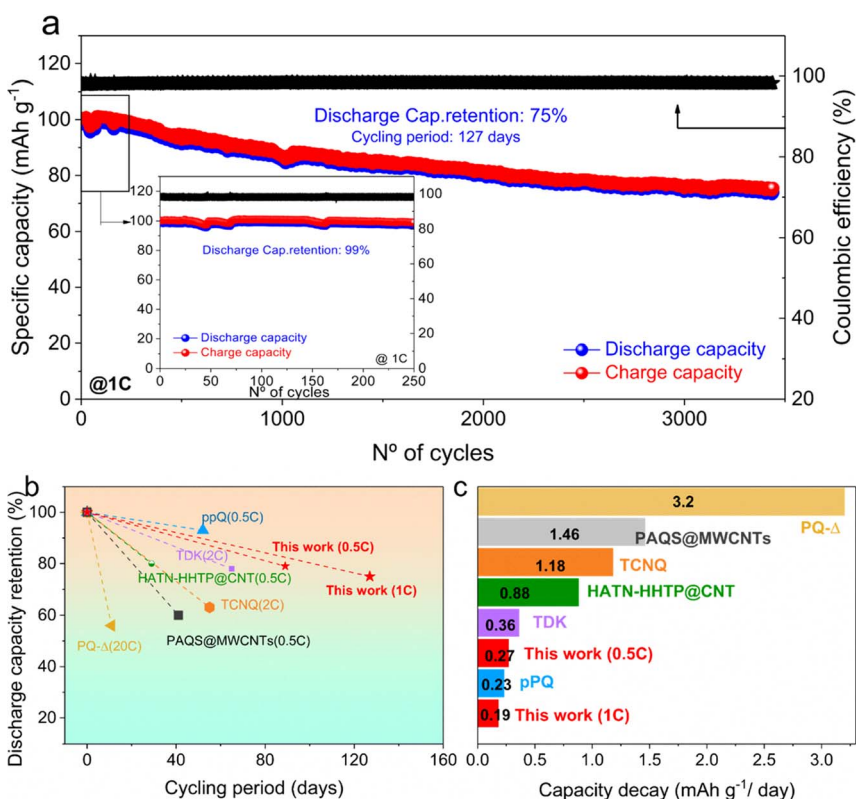 a
120
100
80
60
40
20
0
Specific capacity (mAh g⁻¹)
100
80
60
40
20
Coulombic efficiency (%)
Discharge Cap.retention: 75%
Cycling period: 127 days
120
100
80
60
40
20
0
100
80
60
40
20
0
Discharge Cap.retention: 99%
Discharge capacity
Charge capacity
@ 1C
0 50 100 150 200 250
Nº of cycles
@1C
Discharge capacity
Charge capacity
0 1000 2000 3000
Nº of cycles
b
100
80
60
40
20
Discharge capacity retention (%)
ppQ(0.5C)
TDK(2C)
This work (0.5C)
HATN-HHTP@CNT(0.5C)
This work (1C)
TCNQ(2C)
PQ-Δ(20C)
PAQS@MWCNTs(0.5C)
0 40 80 120 160
Cycling period (days)
c
3.2
PQ-Δ
1.46 PAQS@MWCNTs
1.18 TCNQ
0.88 HATN-HHTP@CNT
0.36 TDK
0.27 This work (0.5C)
0.23 pPQ
0.19 This work (1C)
0.0 0.5 1.0 1.5 2.0 2.5 3.0
Capacity decay (mAh g⁻¹/ day)